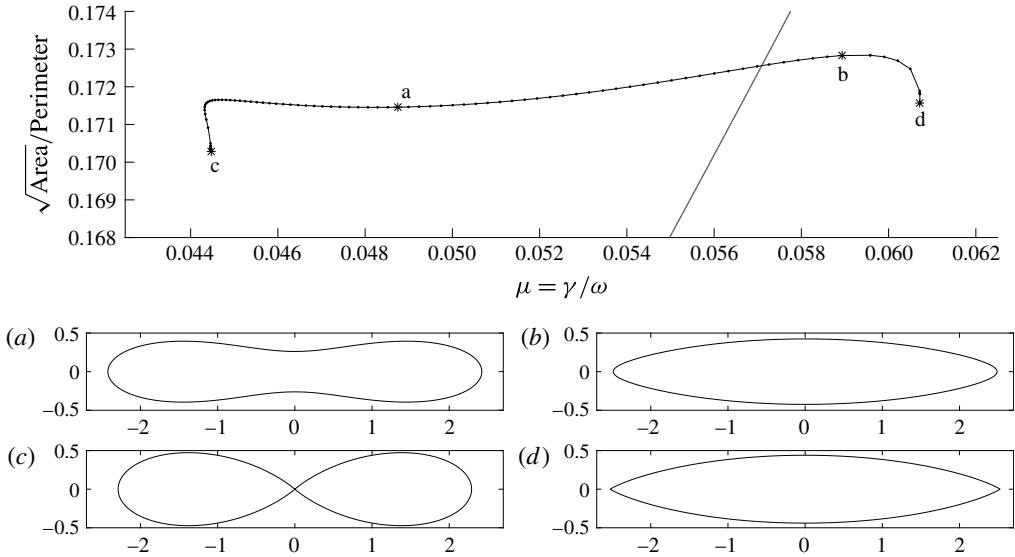 0.174
0.173
0.172
0.171
0.170
0.169
0.168
√Area/Perimeter
a
b
c
d
0.044 0.046 0.048 0.050 0.052 0.054 0.056 0.058 0.060 0.062
μ = γ/ω
(a) 0.5 0 −0.5
−2 −1 0 1 2
(b) 0.5 0 −0.5
−2 −1 0 1 2
(c) 0.5 0 −0.5
−2 −1 0 1 2
(d) 0.5 0 −0.5
−2 −1 0 1 2